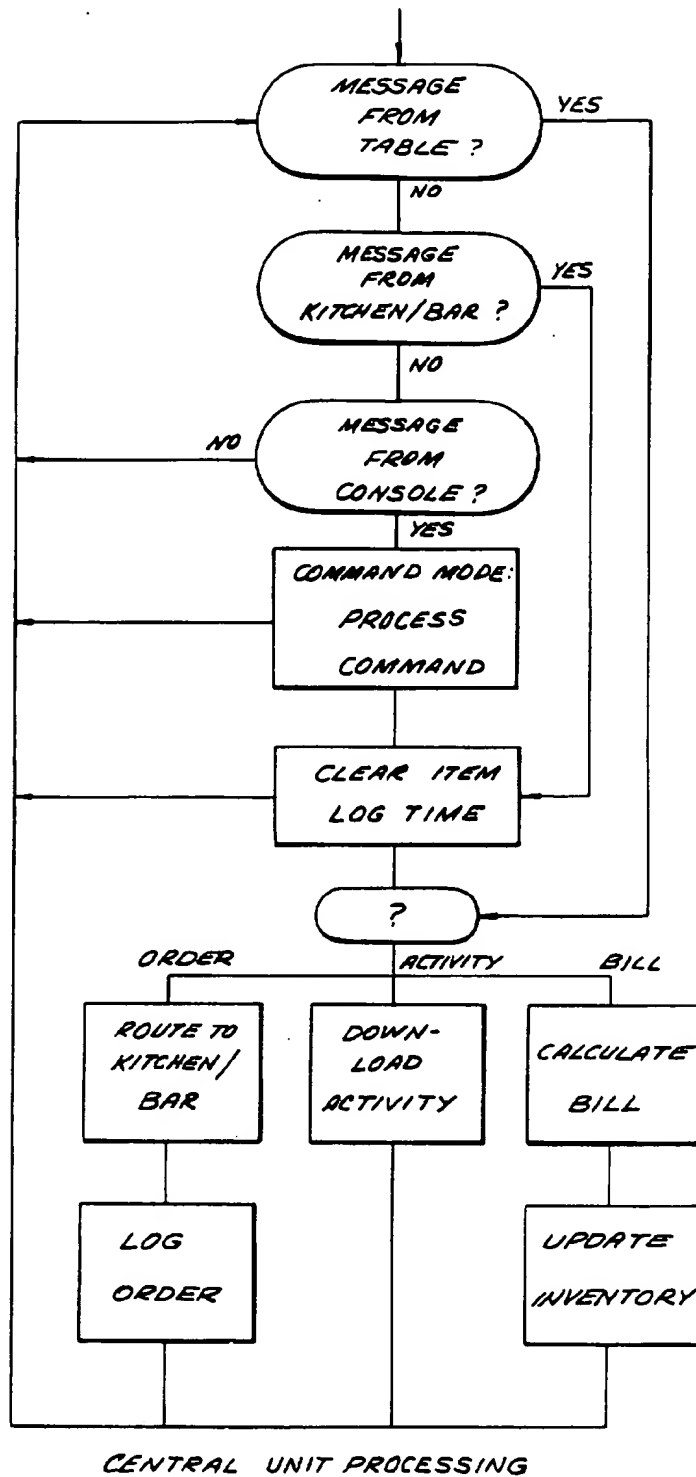 MESSAGE
FROM
TABLE ?
YES
NO
MESSAGE
FROM
KITCHEN/BAR ?
YES
NO
MESSAGE
FROM
CONSOLE ?
NO
YES
COMMAND MODE:
PROCESS
COMMAND
CLEAR ITEM
LOG TIME
?
ORDER
ACTIVITY
BILL
ROUTE TO
KITCHEN/
BAR
DOWN-
LOAD
ACTIVITY
CALCULATE
BILL
LOG
ORDER
UPDATE
INVENTORY
CENTRAL UNIT PROCESSING